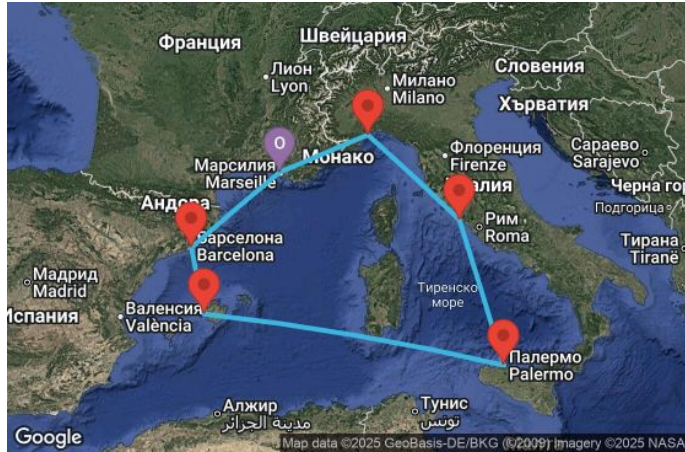 Франция
Швейцария
Лион
Lyon
Милано
Milano
Словения
Хърватия
O
Марсилия
Marseille
Монако
Флоренция
Firenze
Сараево
Sarajevo
Андора
алия
Черна гор
Подгорица
Барселона
Barcelona
Рим
Roma
Тирана
Tiranë
Мадрид
Madrid
Испания
Валенсия
València
Тиренско
море
Палермо
Palermo
Алжир
مدينة الجزائر
Тунис
تونس
Google
Map data ©2025 GeoBasis-DE/BKG (©2009) Imagery ©2025 NASA